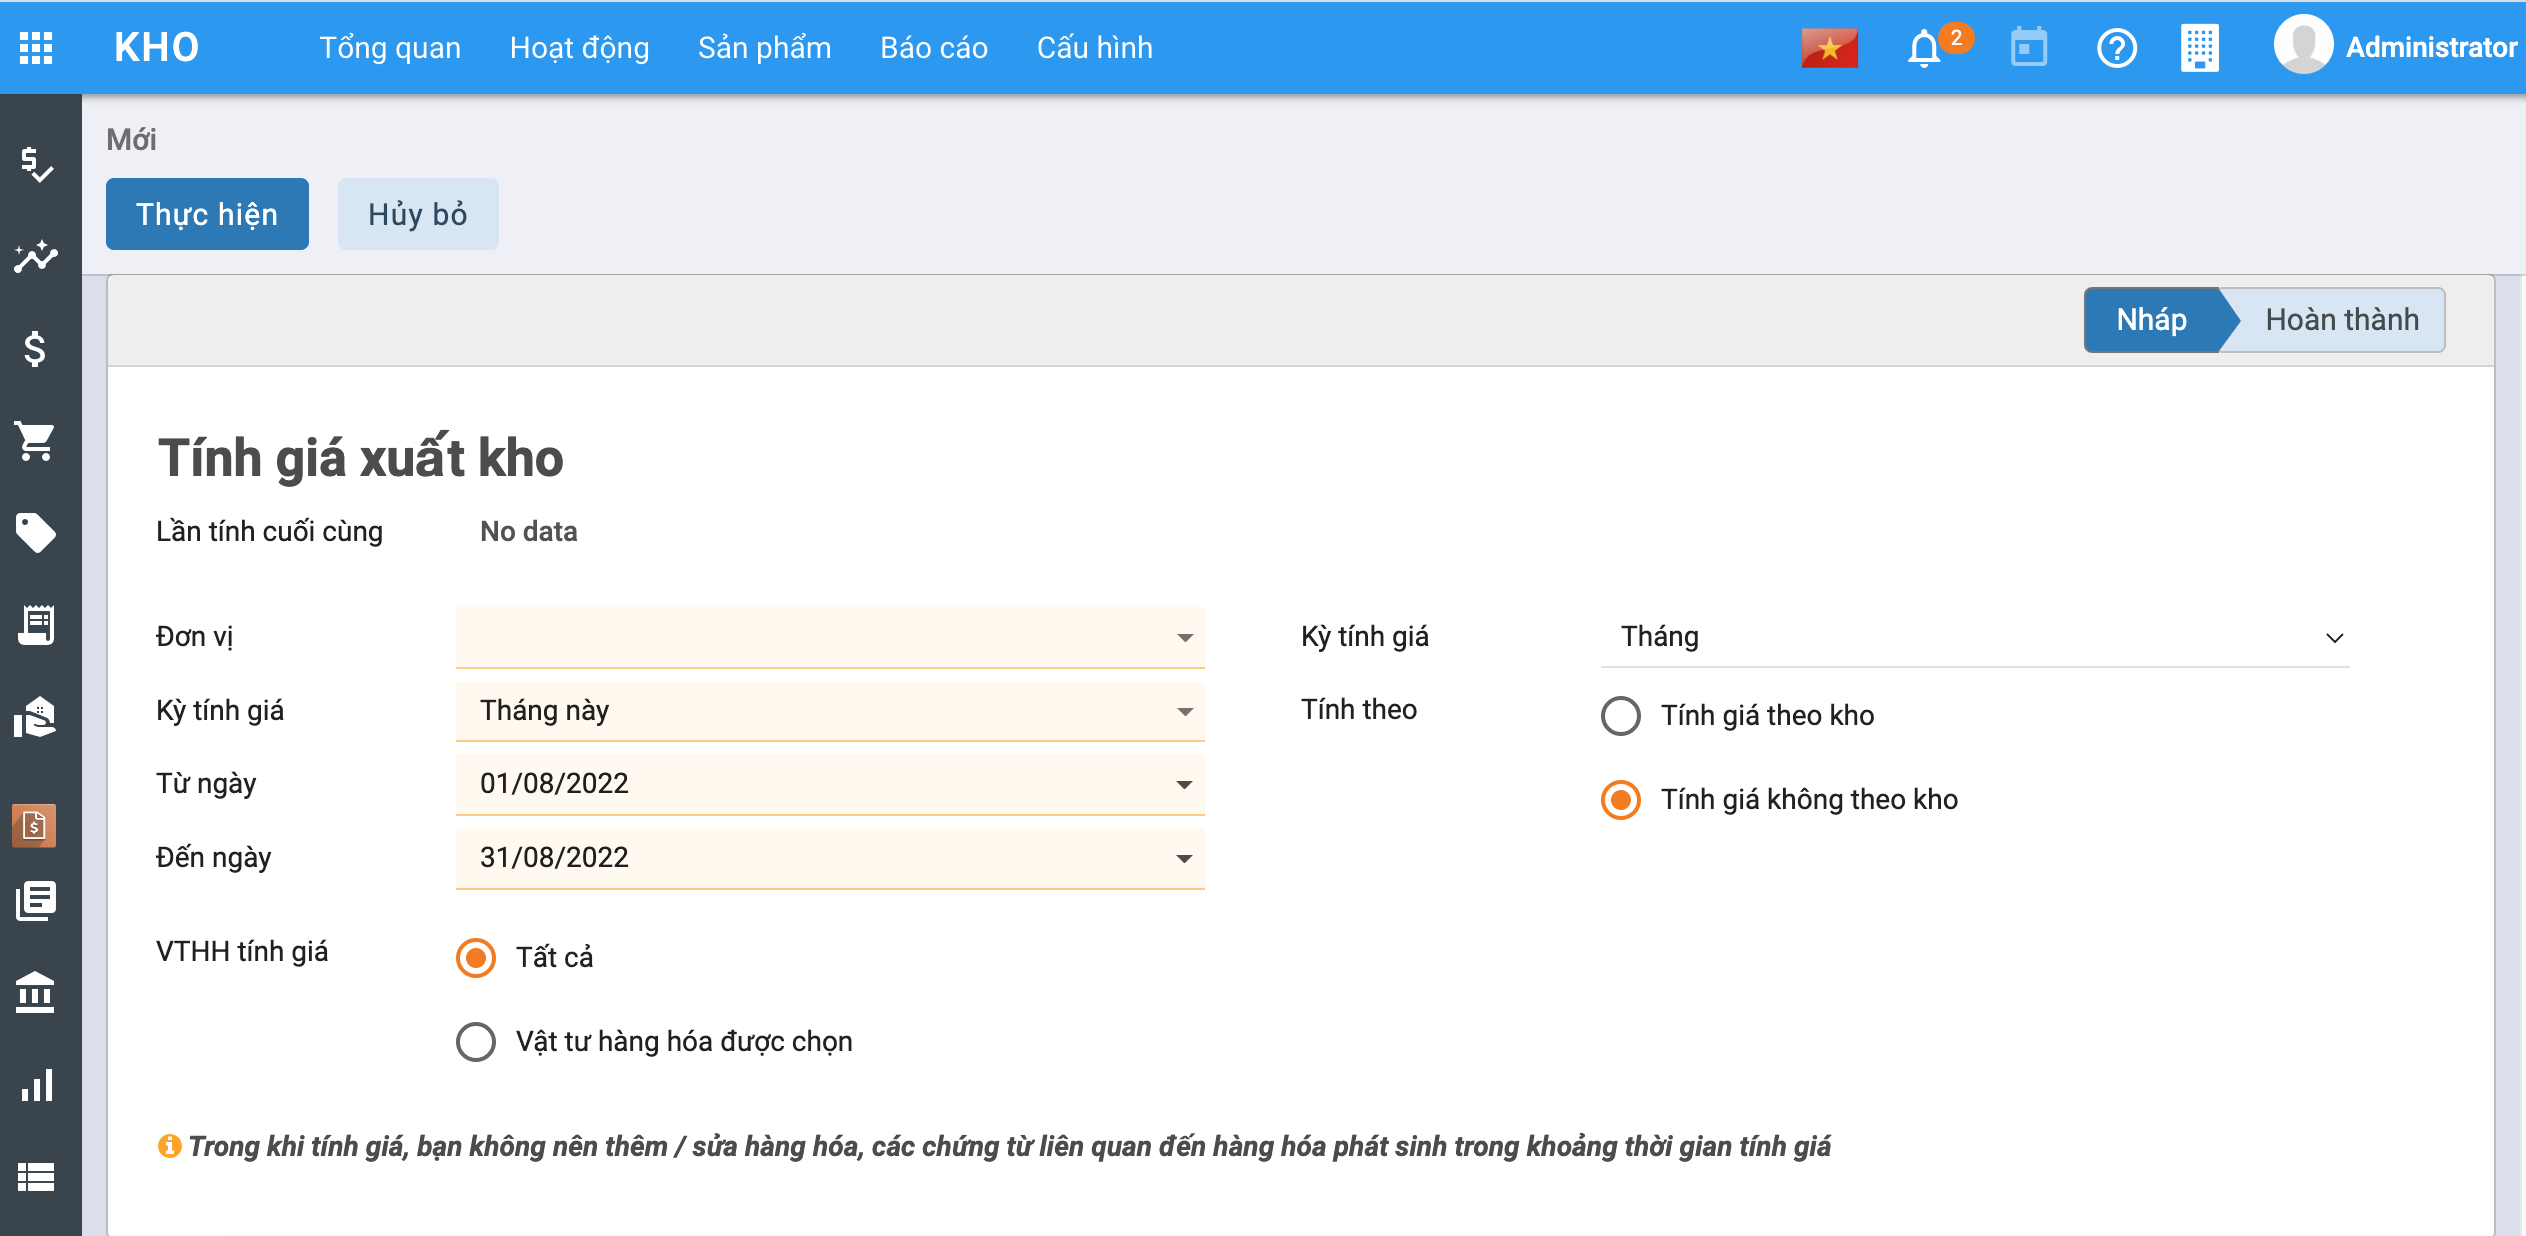 KHO Tổng quan Hoạt động Sản phẩm Báo cáo Cấu hình 2 Administrator
Mới
Thực hiện Hủy bỏ
Nháp Hoàn thành
Tính giá xuất kho
Lần tính cuối cùng No data
Đơn vị Kỳ tính giá Tháng
Kỳ tính giá Tháng này Tính theo Tính giá theo kho
Từ ngày 01/08/2022 Tính giá không theo kho
Đến ngày 31/08/2022
VTHH tính giá Tất cả
Vật tư hàng hóa được chọn
Trong khi tính giá, bạn không nên thêm / sửa hàng hóa, các chứng từ liên quan đến hàng hóa phát sinh trong khoảng thời gian tính giá